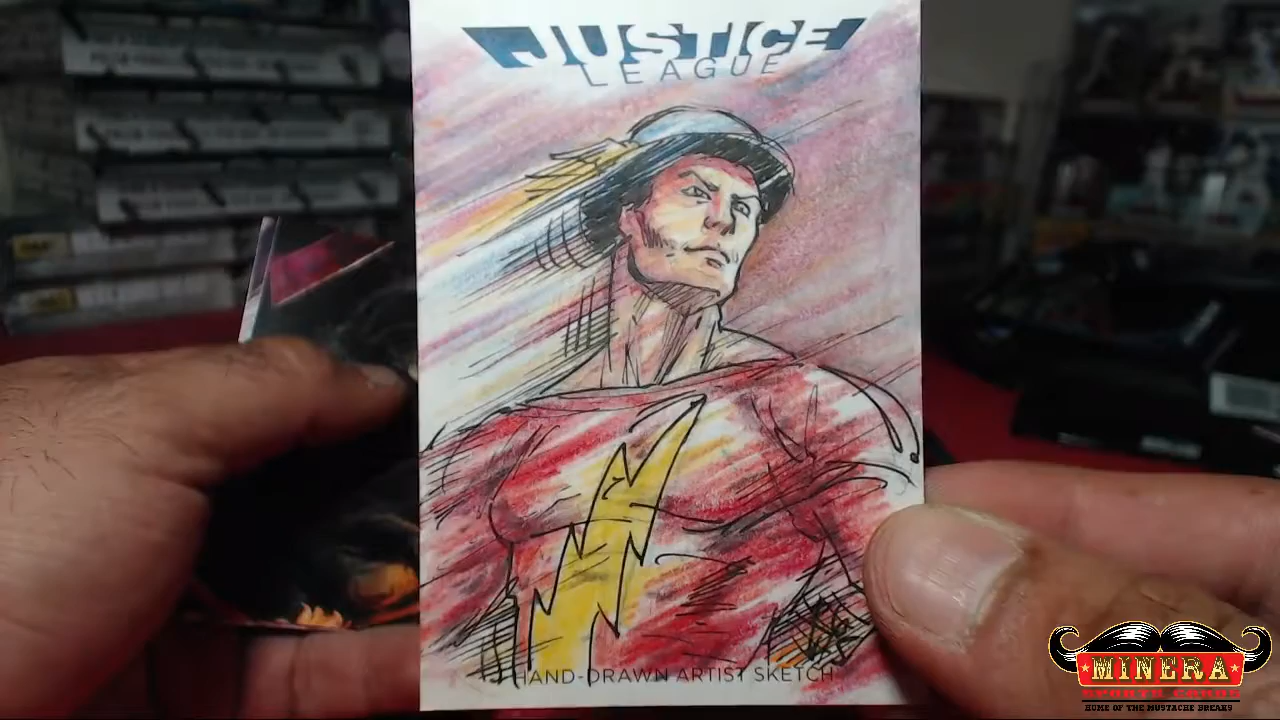 JUSTICE
LEAGUE
HAND-DRAWN ARTIST SKETCH
MINERA
SPORTS CARDS
HOME OF THE MUSTACHE BREAKS